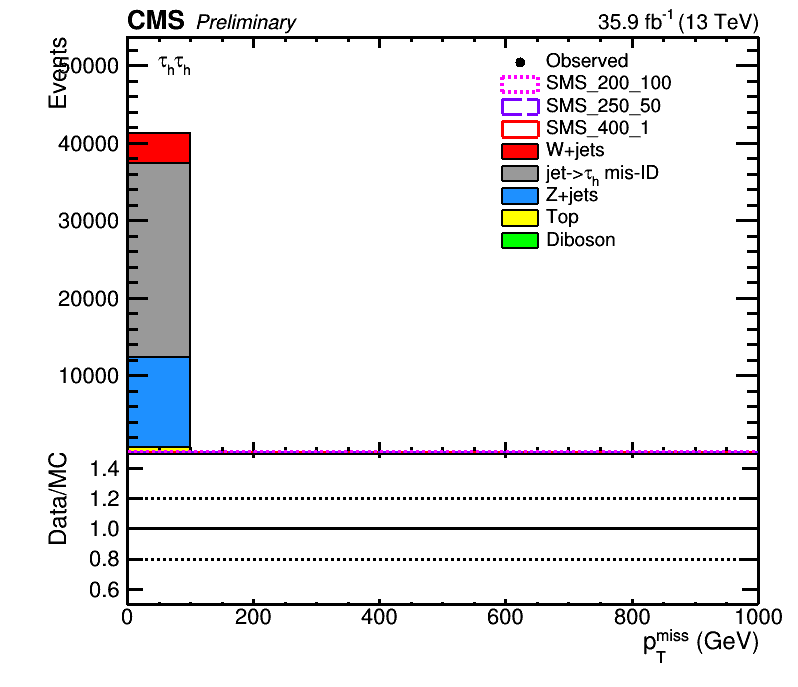 CMS Preliminary 35.9 fb⁻¹ (13 TeV)
Events
τhτh
50000
40000
30000
20000
10000
Observed
SMS_200_100
SMS_250_50
SMS_400_1
W+jets
jet->τh mis-ID
Z+jets
Top
Diboson
Data/MC
1.4
1.2
1.0
0.8
0.6
0 200 400 600 800 1000
pTmiss (GeV)